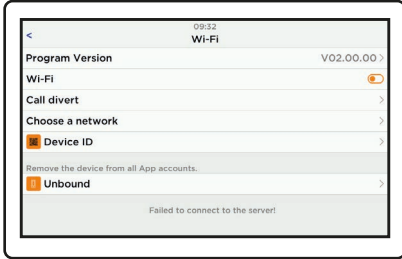 09:32
<
Wi-Fi
Program Version V02.00.00 >
Wi-Fi
Call divert >
Choose a network >
Device ID >
Remove the device from all App accounts.
Unbound >
Failed to connect to the server!